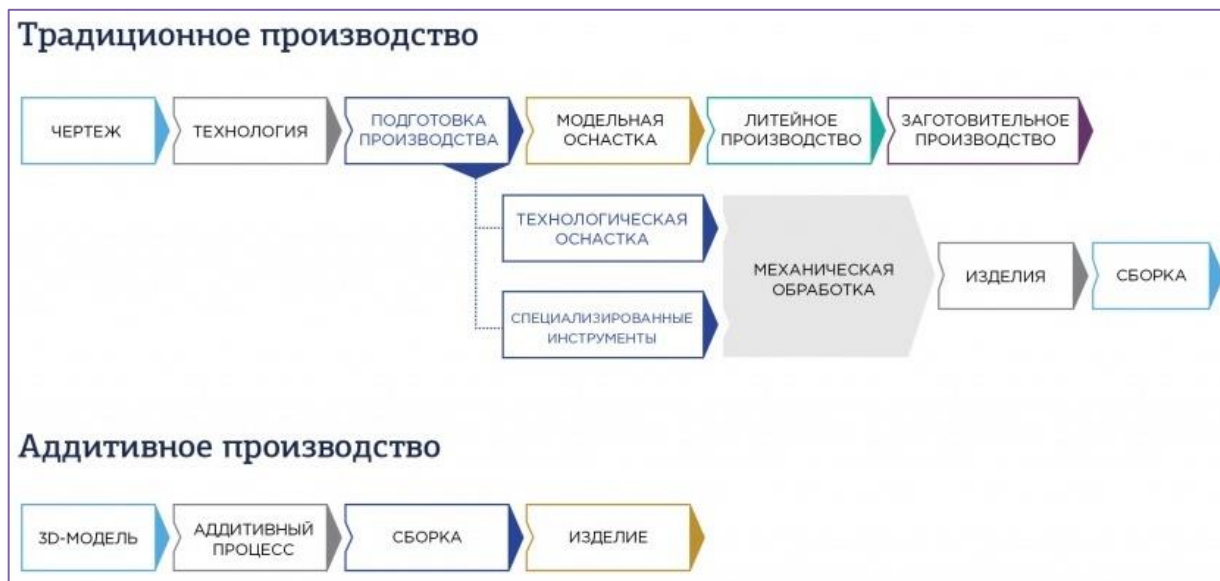 Традиционное производство
ЧЕРТЕЖ
ТЕХНОЛОГИЯ
ПОДГОТОВКА
ПРОИЗВОДСТВА
МОДЕЛЬНАЯ
ОСНАСТКА
ЛИТЕЙНОЕ
ПРОИЗВОДСТВО
ЗАГОТОВИТЕЛЬНОЕ
ПРОИЗВОДСТВО
ТЕХНОЛОГИЧЕСКАЯ
ОСНАСТКА
СПЕЦИАЛИЗИРОВАННЫЕ
ИНСТРУМЕНТЫ
МЕХАНИЧЕСКАЯ
ОБРАБОТКА
ИЗДЕЛИЯ
СБОРКА
Аддитивное производство
3D-МОДЕЛЬ
АДДИТИВНЫЙ
ПРОЦЕСС
СБОРКА
ИЗДЕЛИЕ